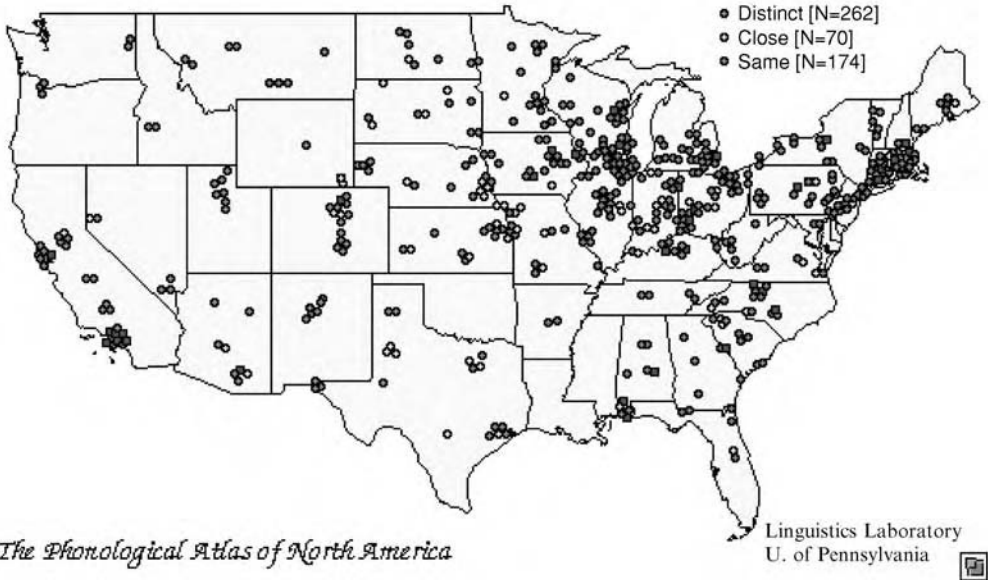 Distinct [N=262]
Close [N=70]
Same [N=174]
The Phonological Atlas of North America
Linguistics Laboratory
U. of Pennsylvania